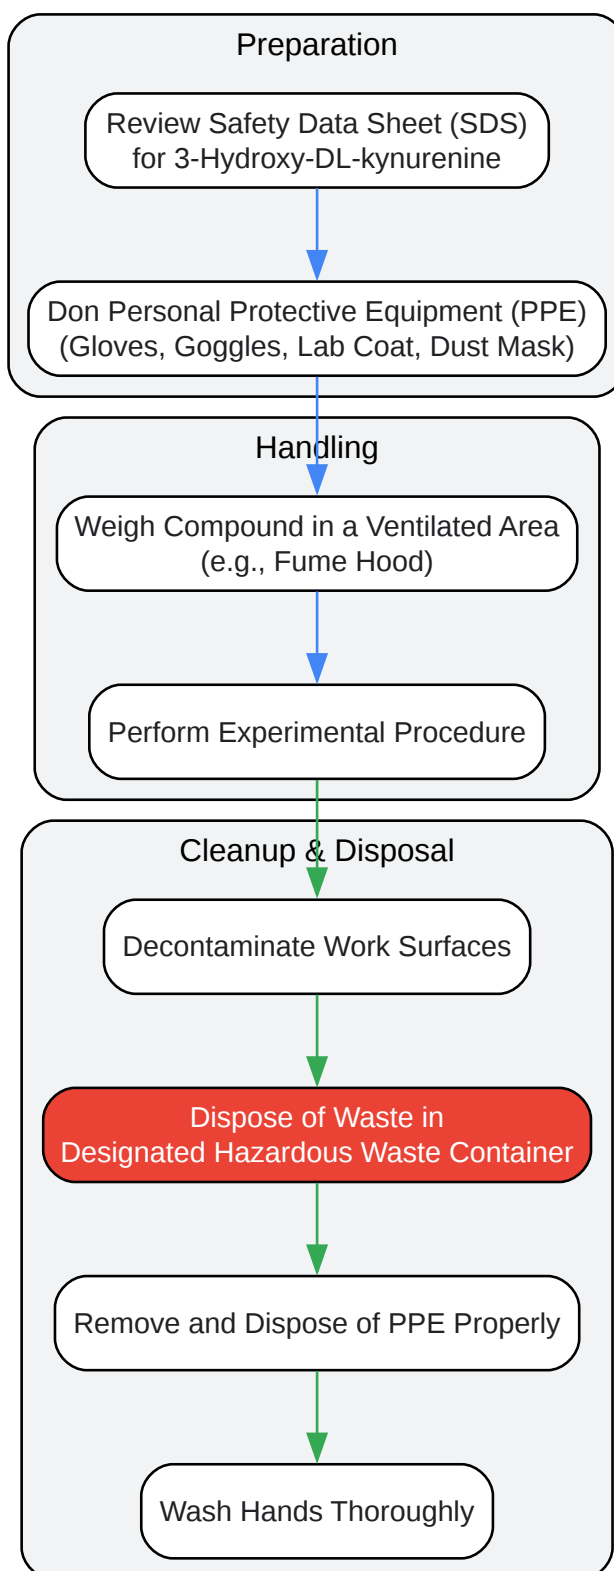 Preparation
Review Safety Data Sheet (SDS)
for 3-Hydroxy-DL-kynurenine
Don Personal Protective Equipment (PPE)
(Gloves, Goggles, Lab Coat, Dust Mask)
Handling
Weigh Compound in a Ventilated Area
(e.g., Fume Hood)
Perform Experimental Procedure
Cleanup & Disposal
Decontaminate Work Surfaces
Dispose of Waste in
Designated Hazardous Waste Container
Remove and Dispose of PPE Properly
Wash Hands Thoroughly